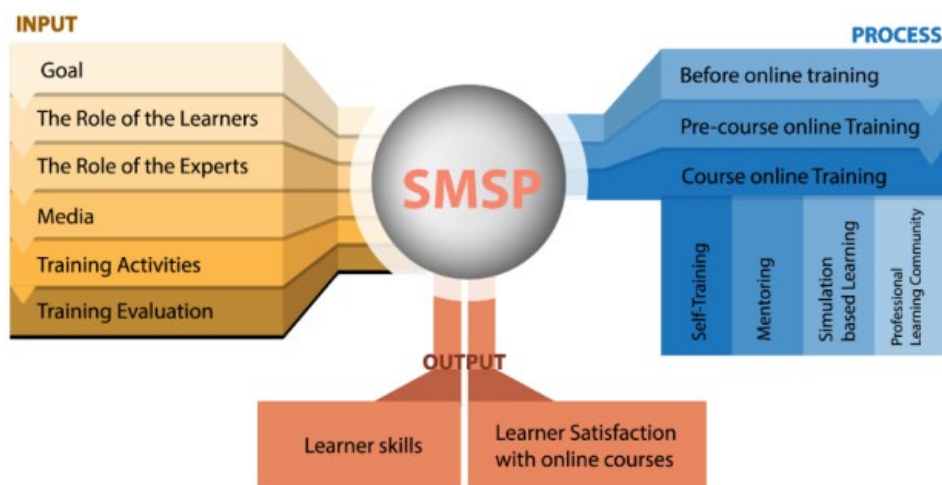 INPUT
Goal
The Role of the Learners
The Role of the Experts
Media
Training Activities
Training Evaluation
SMSP
PROCESS
Before online training
Pre-course online Training
Course online Training
Self-Training
Mentoring
Simulation
based Learning
Professional
Learning Community
OUTPUT
Learner skills
Learner Satisfaction
with online courses